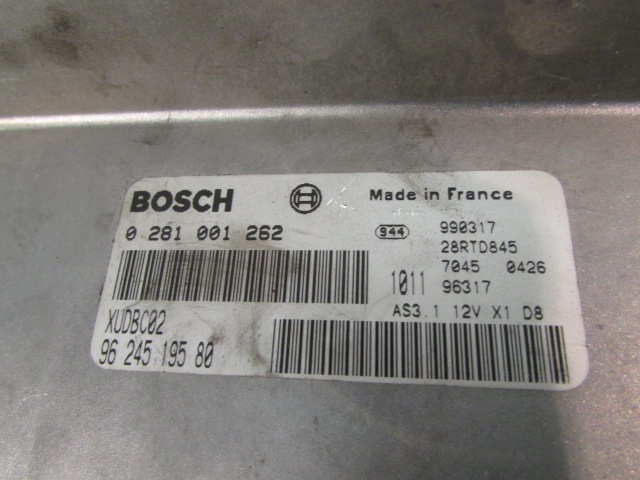 BOSCH Made in France
0 281 001 262 944 990317
28RTD845
7045 0426
1011 96317
XUDBC02 AS3.1 12V X1 D8
96 245 195 80